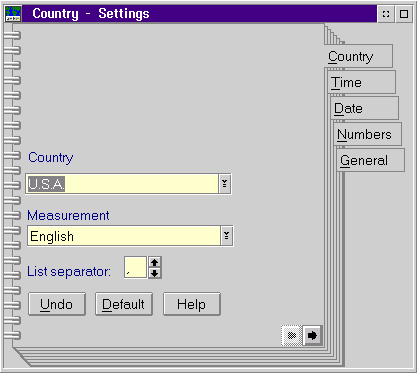 Country - Settings
Country
Time
Date
Numbers
General
Country
U.S.A.
Measurement
English
List separator: ,
Undo Default Help